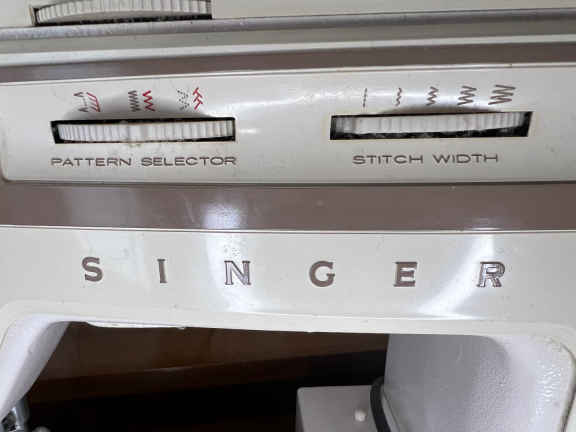 PATTERN SELECTOR
STITCH WIDTH
SINGER